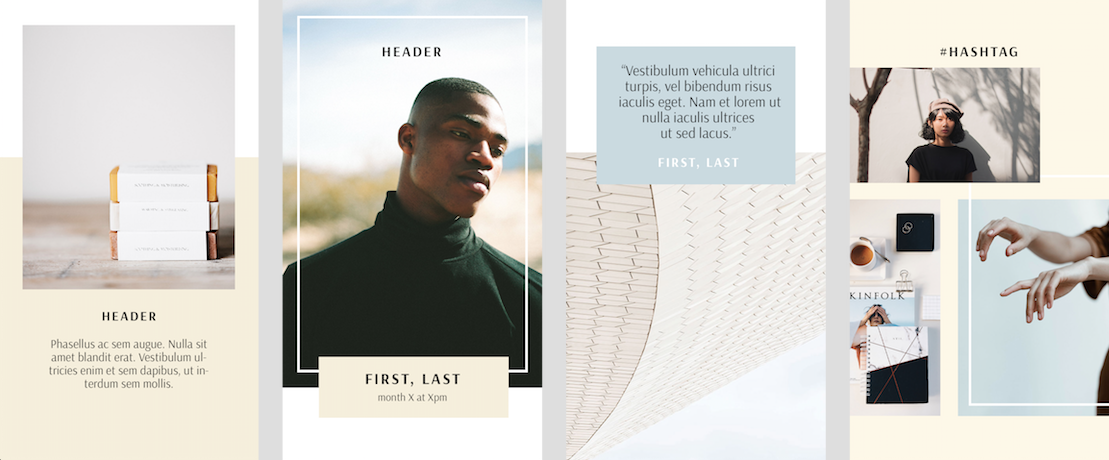 HEADER
Phasellus ac sem augue. Nulla sit
amet blandit erat. Vestibulum ul-
tricies enim et sem dapibus, ut in-
terdum sem mollis.
HEADER
FIRST, LAST
month X at Xpm
“Vestibulum vehicula ultrici
turpis, vel bibendum risus
iaculis eget. Nam et lorem ut
nulla iaculis ultrices
ut sed lacus.”
FIRST, LAST
#HASHTAG
KINFOLK